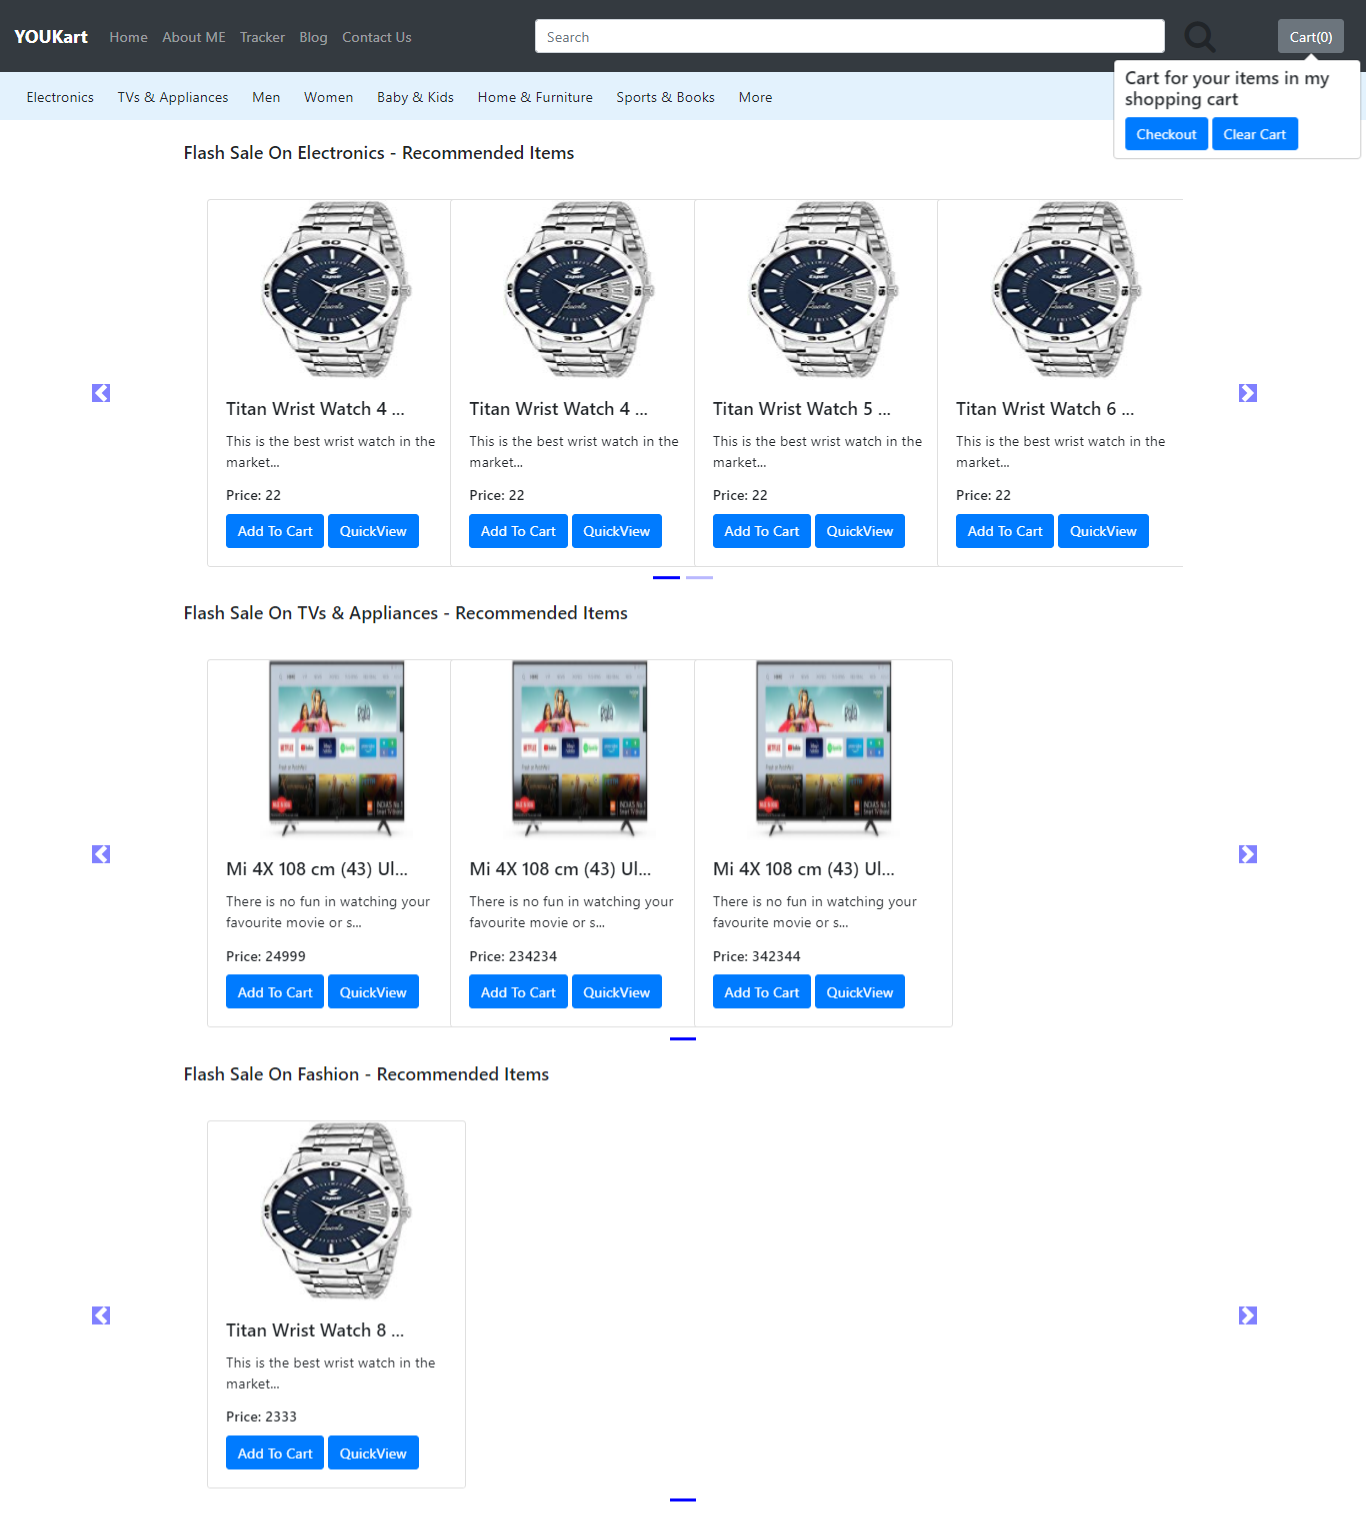 YOUKart Home About ME Tracker Blog Contact Us Search Cart(0)
Cart for your items in my
shopping cart
Checkout Clear Cart
Electronics TVs & Appliances Men Women Baby & Kids Home & Furniture Sports & Books More
Flash Sale On Electronics - Recommended Items
Titan Wrist Watch 4 ... Titan Wrist Watch 4 ... Titan Wrist Watch 5 ... Titan Wrist Watch 6 ...
This is the best wrist watch in the This is the best wrist watch in the This is the best wrist watch in the This is the best wrist watch in the
market... market... market... market...
Price: 22 Price: 22 Price: 22 Price: 22
Add To Cart QuickView Add To Cart QuickView Add To Cart QuickView Add To Cart QuickView
Flash Sale On TVs & Appliances - Recommended Items
Mi 4X 108 cm (43) Ul... Mi 4X 108 cm (43) Ul... Mi 4X 108 cm (43) Ul...
There is no fun in watching your There is no fun in watching your There is no fun in watching your
favourite movie or s... favourite movie or s... favourite movie or s...
Price: 24999 Price: 234234 Price: 342344
Add To Cart QuickView Add To Cart QuickView Add To Cart QuickView
Flash Sale On Fashion - Recommended Items
Titan Wrist Watch 8 ...
This is the best wrist watch in the
market...
Price: 2333
Add To Cart QuickView